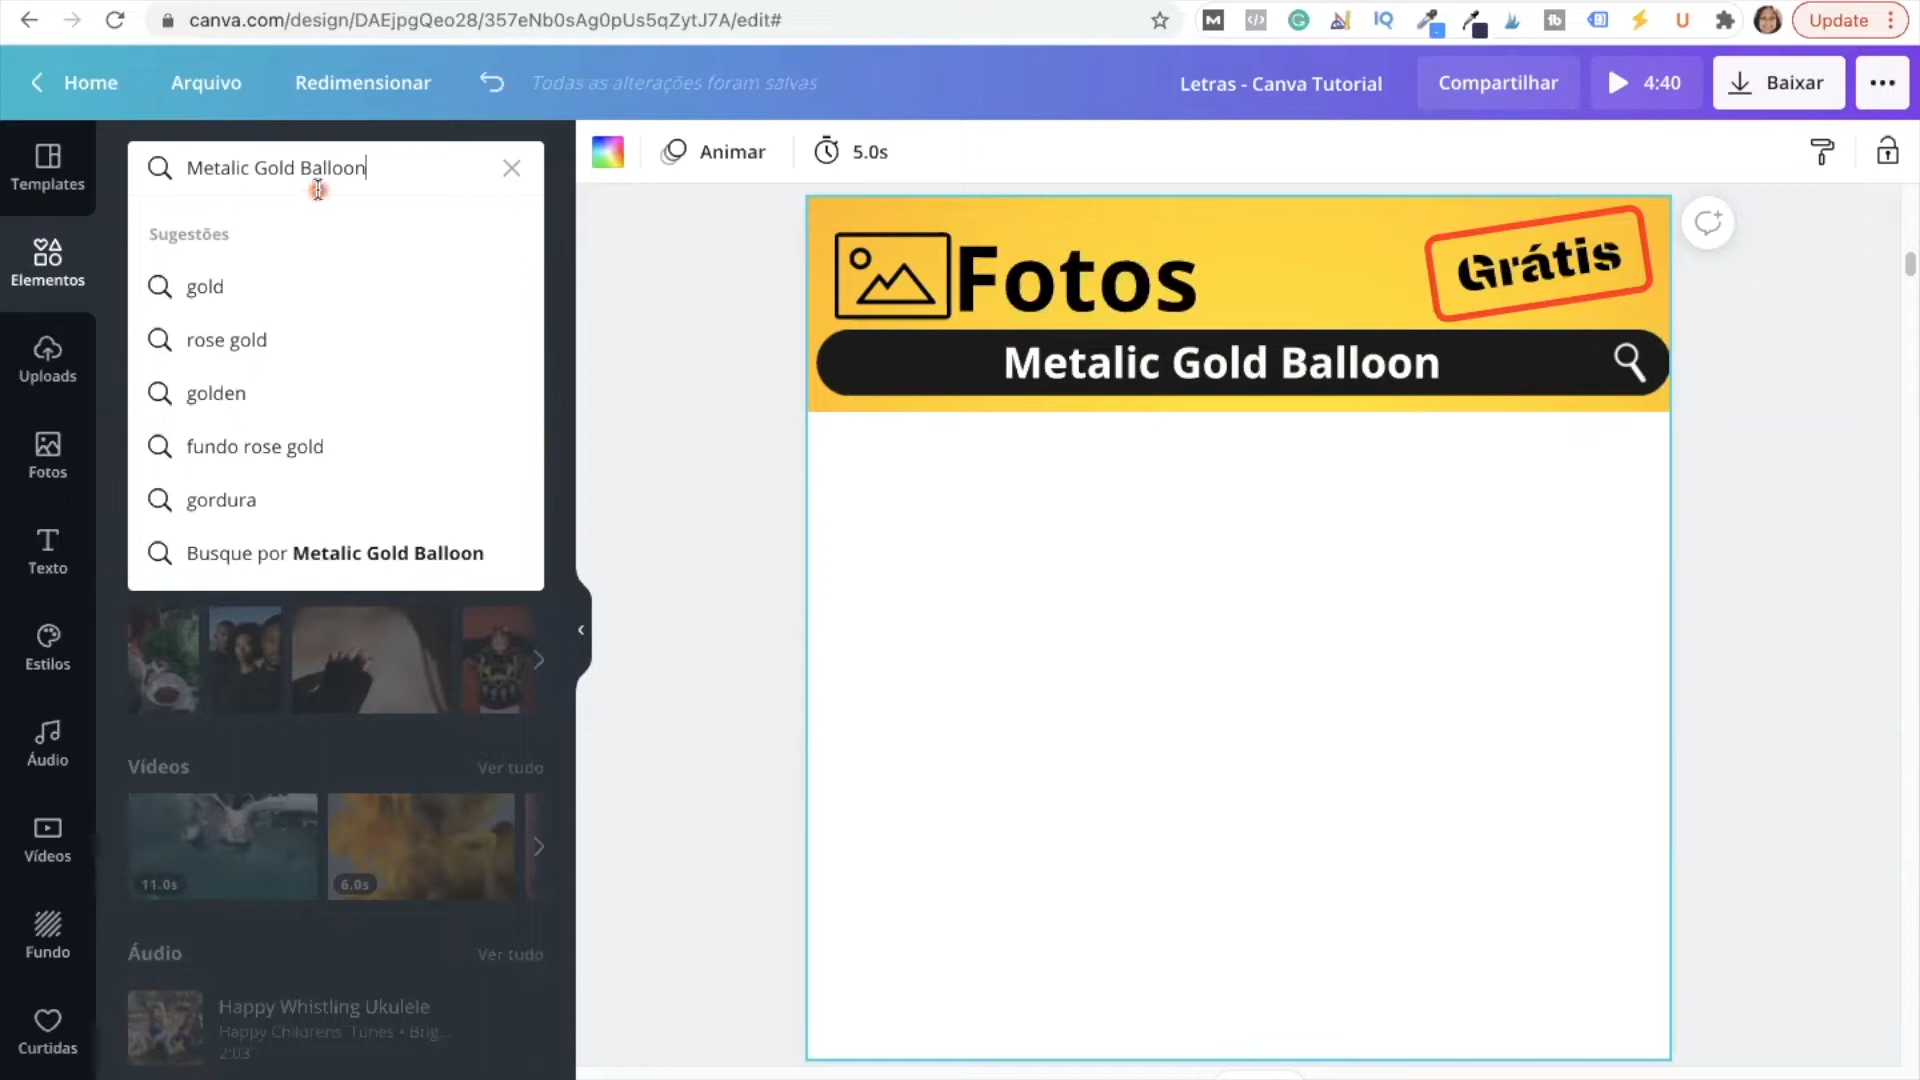 canva.com/design/DAEjpgQeo28/357eNb0sAg0pUs5qZytJ7A/edit#
Update
Home
Arquivo
Redimensionar
Todas as alterações foram salvas
Letras - Canva Tutorial
Compartilhar
4:40
Baixar
Templates
Elementos
Uploads
Fotos
Texto
Estilos
Áudio
Vídeos
Fundo
Curtidas
Metalic Gold Balloon
Sugestões
gold
rose gold
golden
fundo rose gold
gordura
Busque por Metalic Gold Balloon
Vídeos
Ver tudo
11.0s
6.0s
Áudio
Ver tudo
Happy Whistling Ukulele
Happy Childrens Tunes • Brig...
2:03
Animar
5.0s
Fotos
Grátis
Metalic Gold Balloon